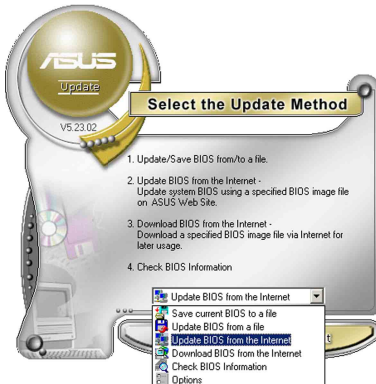 ASUS
Update
V5.23.02
Select the Update Method
1. Update/Save BIOS from/to a file.
2. Update BIOS from the Internet -
Update system BIOS using a specified BIOS image file
on ASUS Web Site.
3. Download BIOS from the Internet -
Download a specified BIOS image file via Internet for
later usage.
4. Check BIOS Information
Update BIOS from the Internet
Save current BIOS to a file
Update BIOS from a file
Update BIOS from the Internet
Download BIOS from the Internet
Check BIOS Information
Options